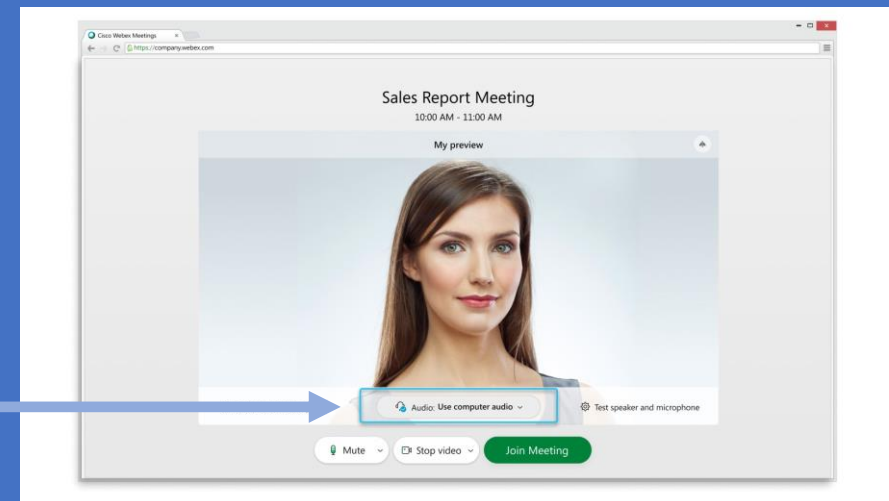 Cisco Webex Meetings
https://company.webex.com
Sales Report Meeting
10:00 AM - 11:00 AM
My preview
Audio: Use computer audio
Test speaker and microphone
Mute
Stop video
Join Meeting